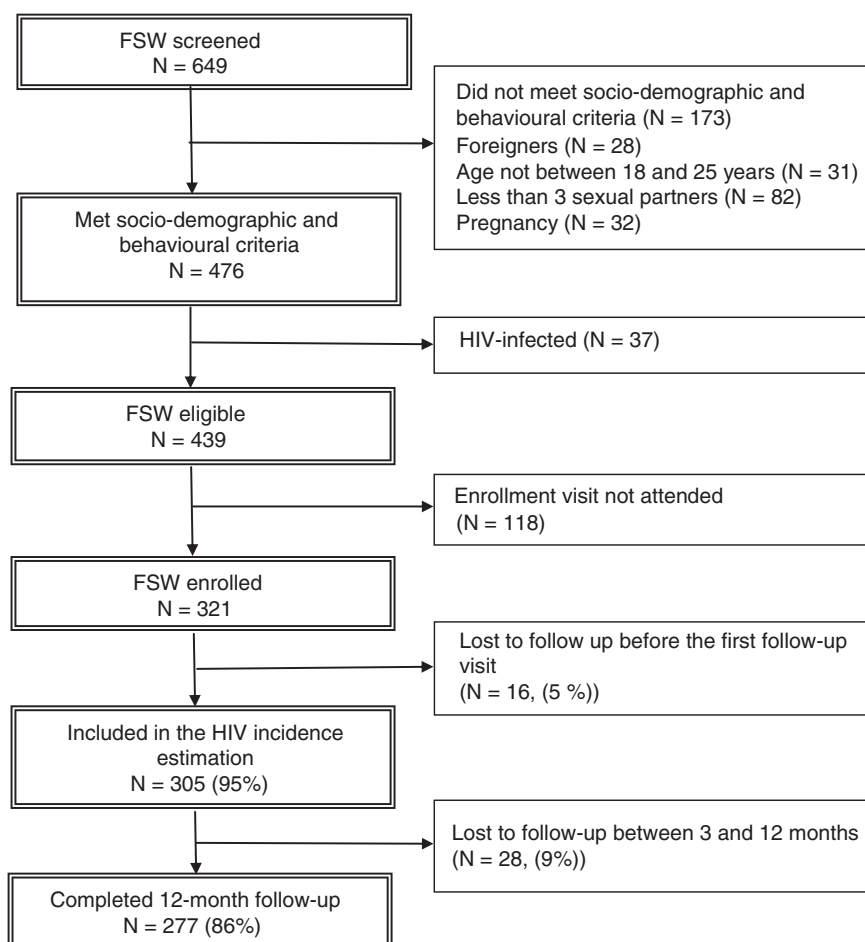 FSW screened
N = 649
Did not meet socio-demographic and
behavioural criteria (N = 173)
Foreigners (N = 28)
Age not between 18 and 25 years (N = 31)
Less than 3 sexual partners (N = 82)
Pregnancy (N = 32)
Met socio-demographic and
behavioural criteria
N = 476
HIV-infected (N = 37)
FSW eligible
N = 439
Enrollment visit not attended
(N = 118)
FSW enrolled
N = 321
Lost to follow up before the first follow-up
visit
(N = 16, (5 %))
Included in the HIV incidence
estimation
N = 305 (95%)
Lost to follow-up between 3 and 12 months
(N = 28, (9%))
Completed 12-month follow-up
N = 277 (86%)